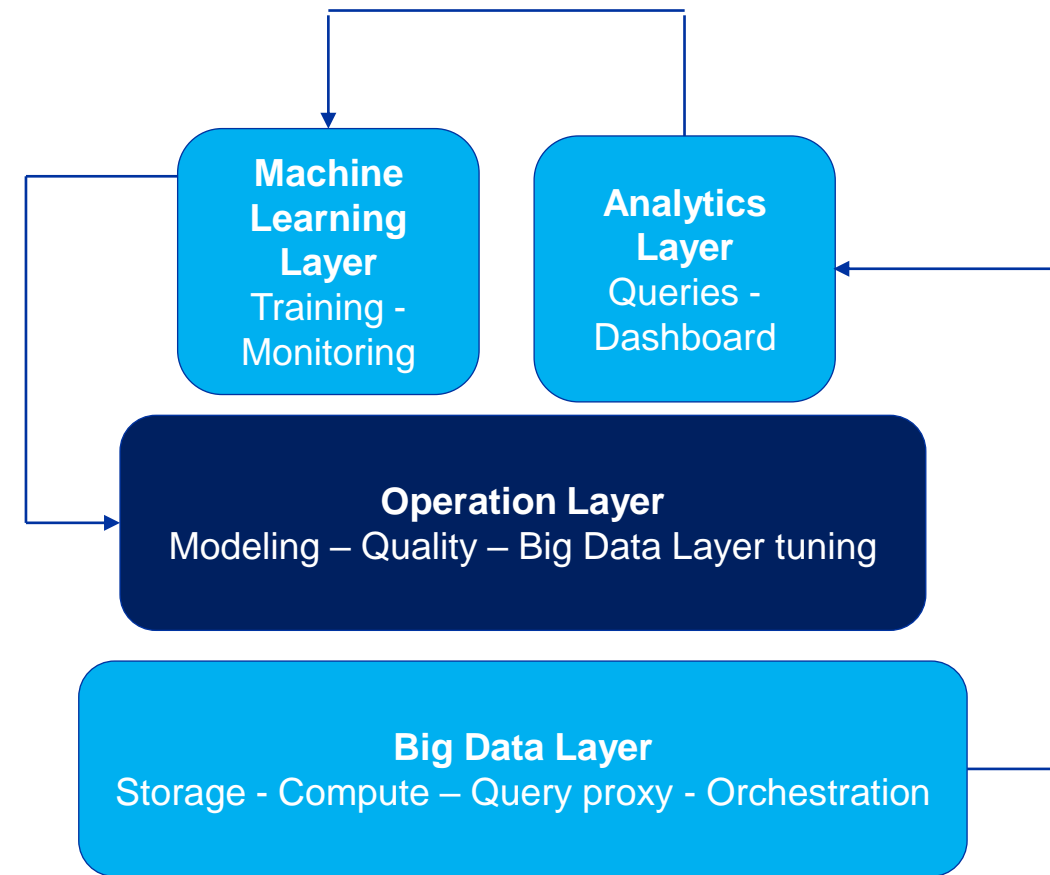 Machine
Learning
Layer
Training -
Monitoring
Analytics
Layer
Queries -
Dashboard
Operation Layer
Modeling – Quality – Big Data Layer tuning
Big Data Layer
Storage - Compute – Query proxy - Orchestration